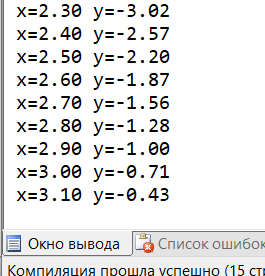 x=2.30 y=-3.02
x=2.40 y=-2.57
x=2.50 y=-2.20
x=2.60 y=-1.87
x=2.70 y=-1.56
x=2.80 y=-1.28
x=2.90 y=-1.00
x=3.00 y=-0.71
x=3.10 y=-0.43
Окно вывода Список ошибок
Компиляция прошла успешно (15 стр